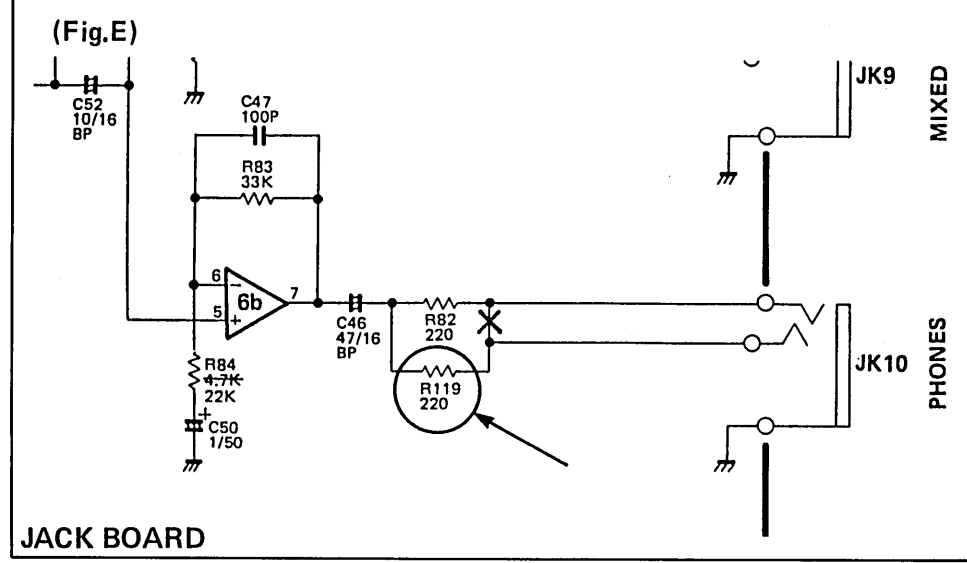 (Fig.E)
C52
10/16
BP
C47
100P
R83
33K
6
−
6b
7
5
+
C46
47/16
BP
R82
220
R119
220
R84
4.7K
22K
+
C50
1/50
JK9
MIXED
JK10
PHONES
JACK BOARD